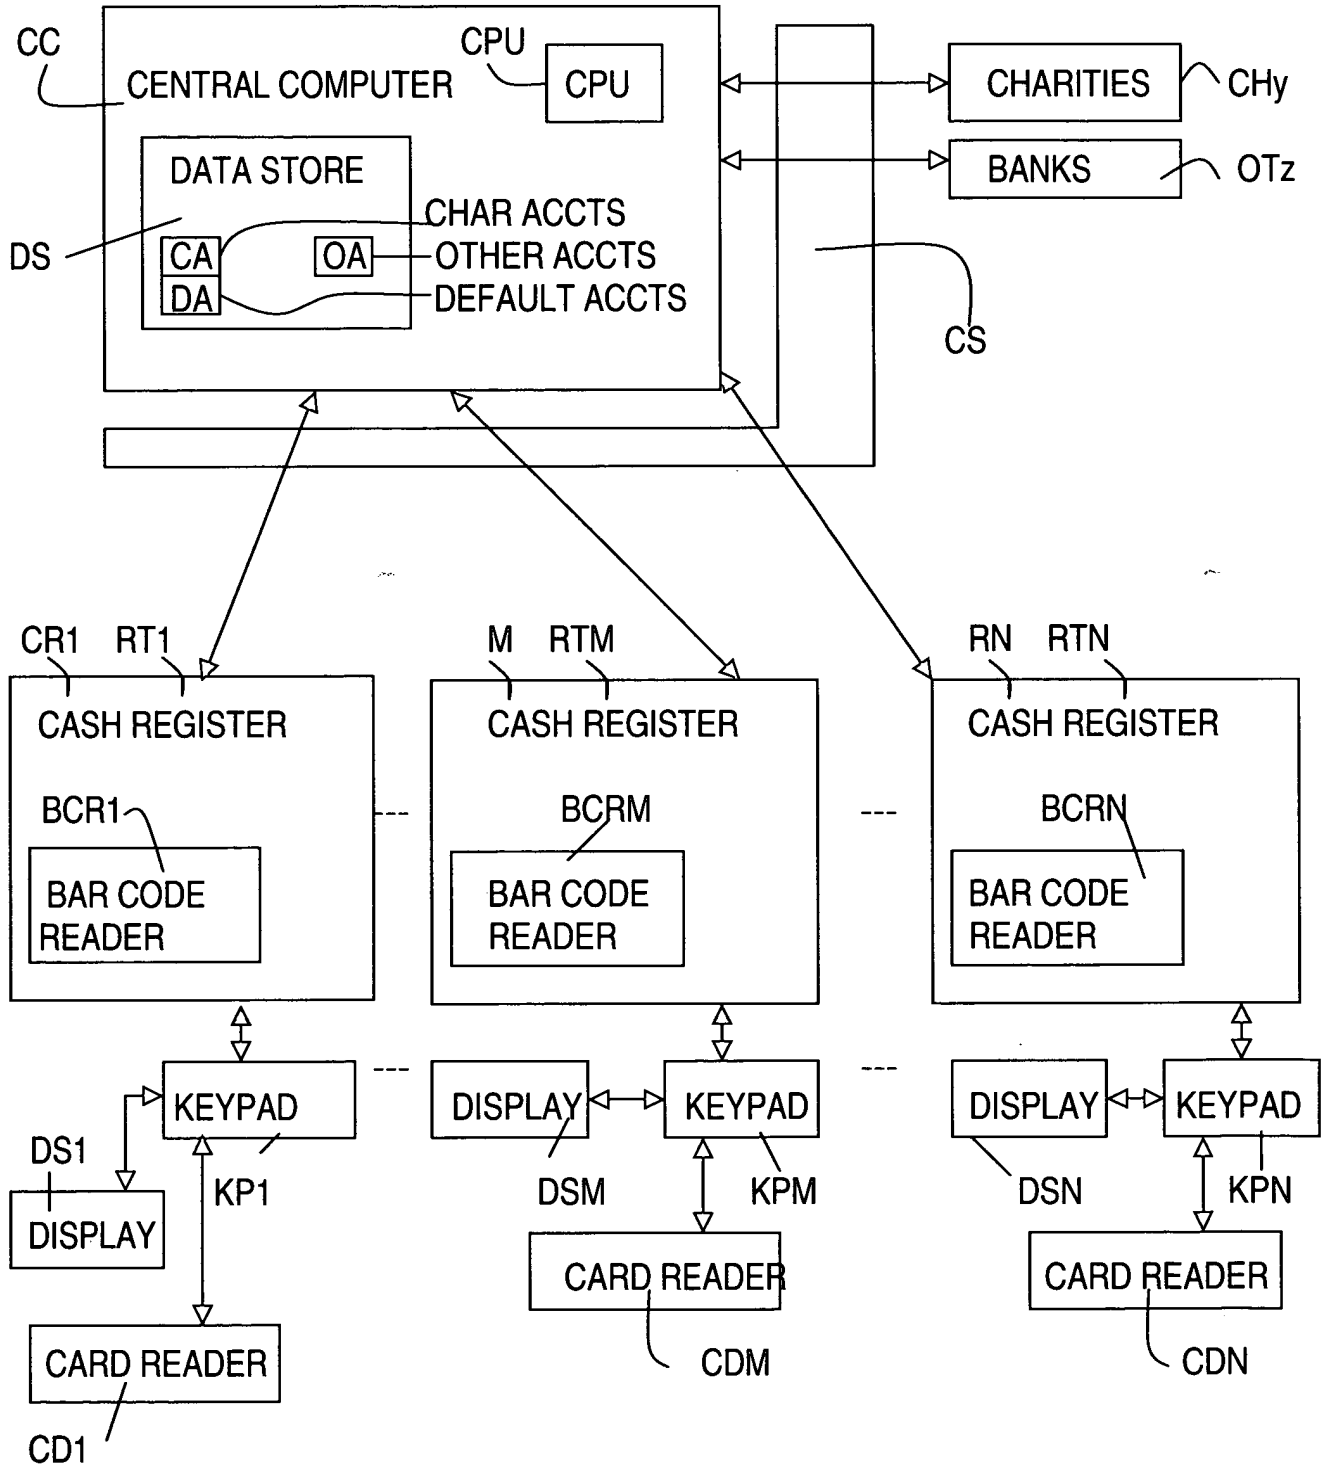 CC
CPU
CENTRAL COMPUTER
CPU
CHARITIES
CHy
DATA STORE
BANKS
OTz
CHAR ACCTS
DS
CA
OA
OTHER ACCTS
DA
DEFAULT ACCTS
CS
CR1
RT1
M
RTM
RN
RTN
CASH REGISTER
CASH REGISTER
CASH REGISTER
BCR1
---
BCRM
---
BCRN
BAR CODE
READER
BAR CODE
READER
BAR CODE
READER
KEYPAD
---
DISPLAY
KEYPAD
---
DISPLAY
KEYPAD
DS1
KP1
DSM
KPM
DSN
KPN
DISPLAY
CARD READER
CARD READER
CARD READER
CDM
CDN
CD1